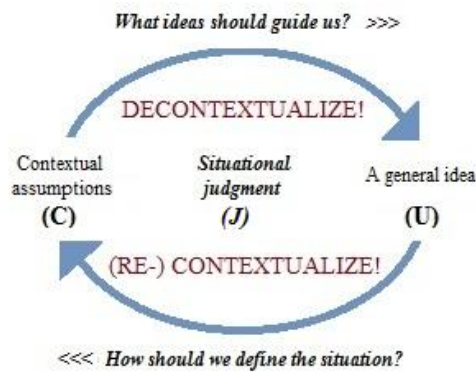 What ideas should guide us? >>>
DECONTEXTUALIZE!
Contextual
assumptions
(C)
Situational
judgment
(J)
A general idea
(U)
(RE-) CONTEXTUALIZE!
<<< How should we define the situation?